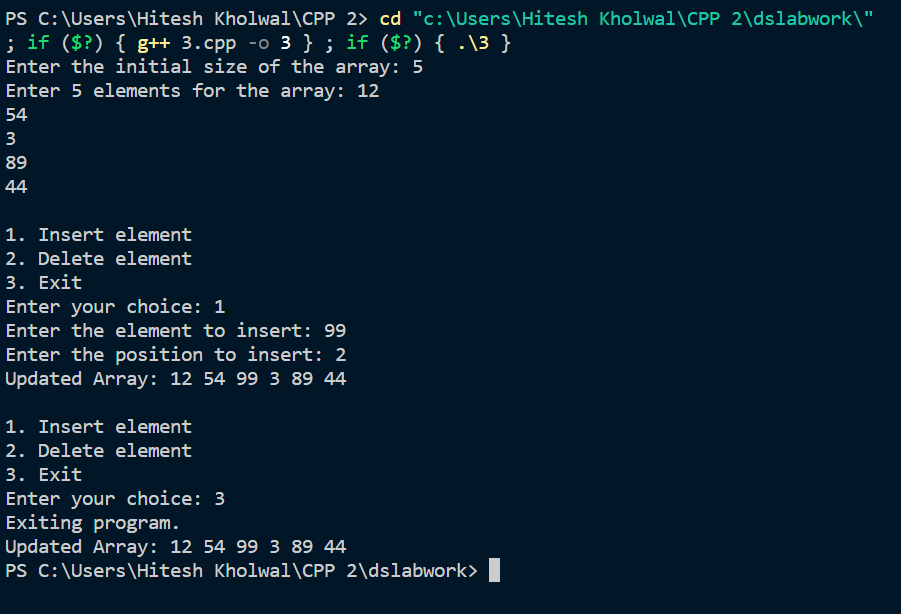 PS C:\Users\Hitesh Kholwal\CPP 2> cd "c:\Users\Hitesh Kholwal\CPP 2\dslabwork\"
; if ($?) { g++ 3.cpp -o 3 } ; if ($?) { .\3 }
Enter the initial size of the array: 5
Enter 5 elements for the array: 12
54
3
89
44

1. Insert element
2. Delete element
3. Exit
Enter your choice: 1
Enter the element to insert: 99
Enter the position to insert: 2
Updated Array: 12 54 99 3 89 44

1. Insert element
2. Delete element
3. Exit
Enter your choice: 3
Exiting program.
Updated Array: 12 54 99 3 89 44
PS C:\Users\Hitesh Kholwal\CPP 2\dslabwork>